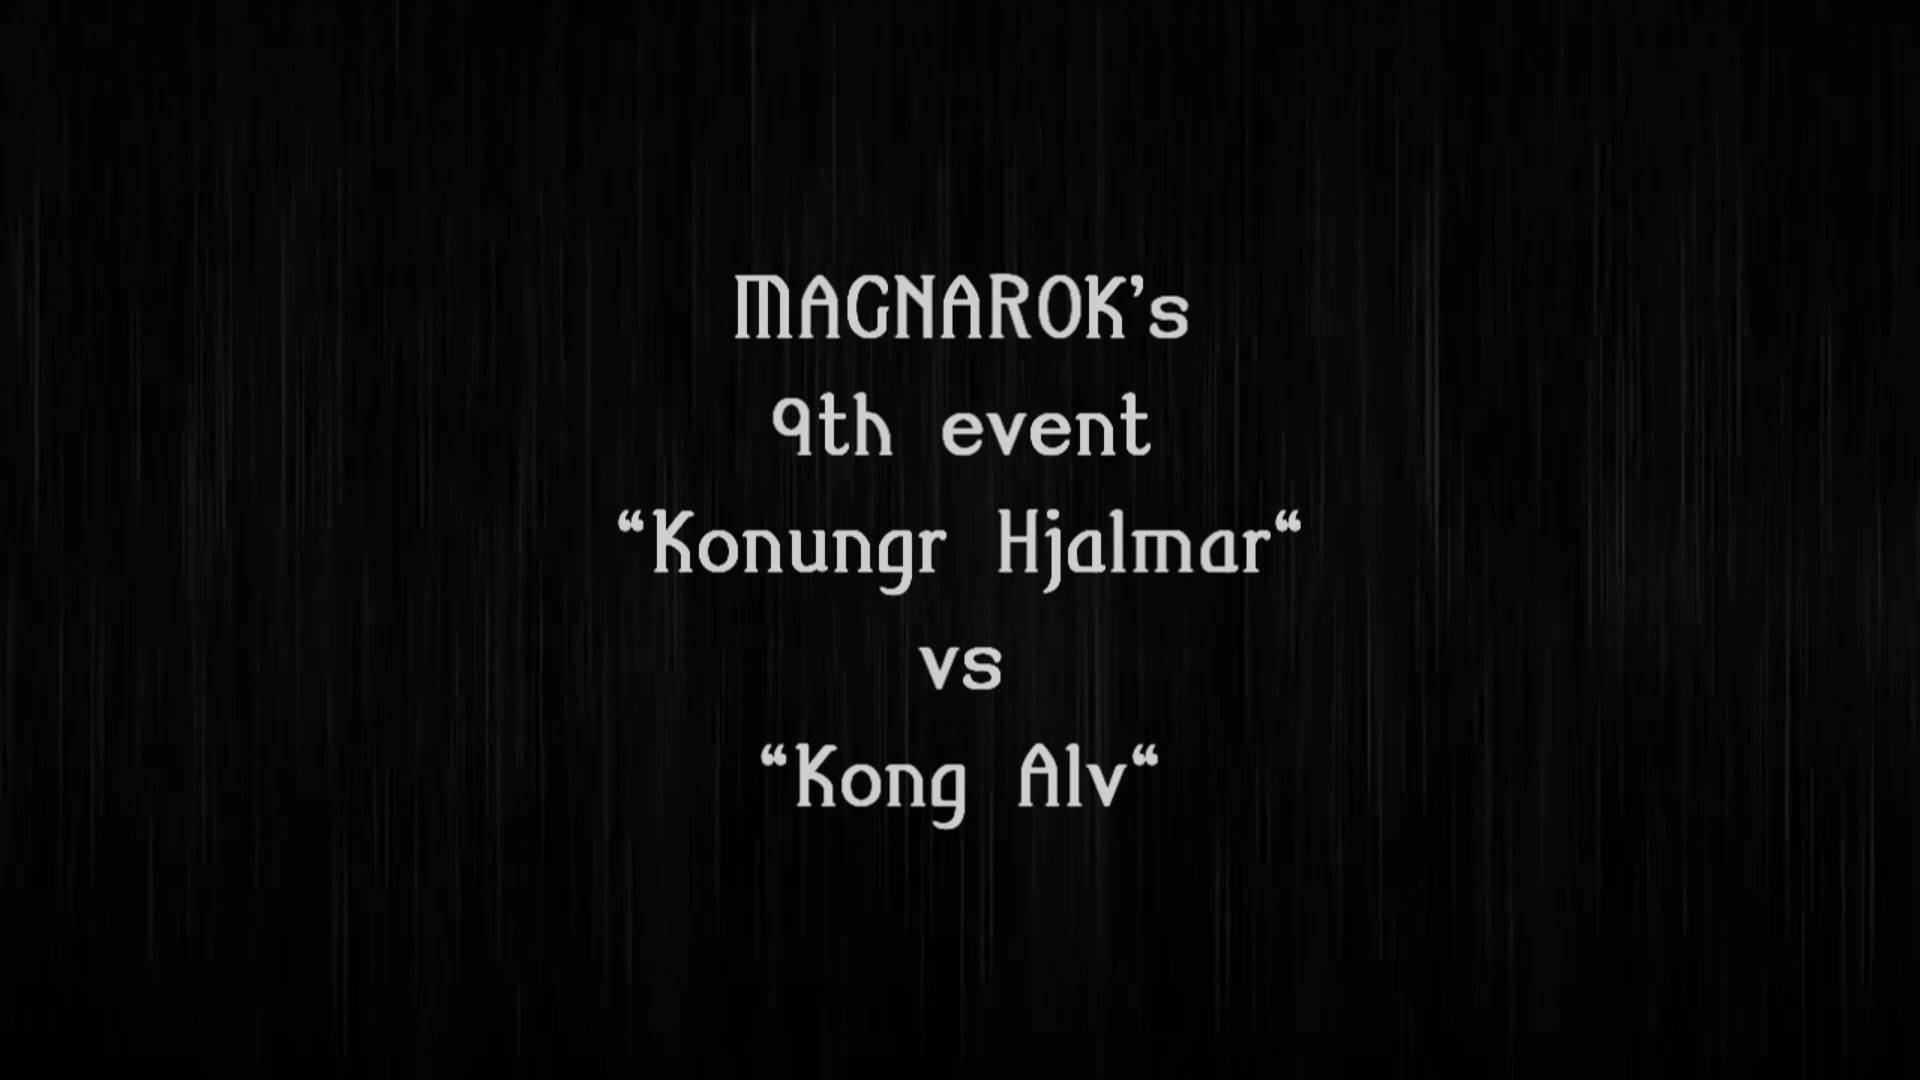 MAGNAROK’s
9th event
“Konungr Hjalmar“
vs
“Kong Alv“